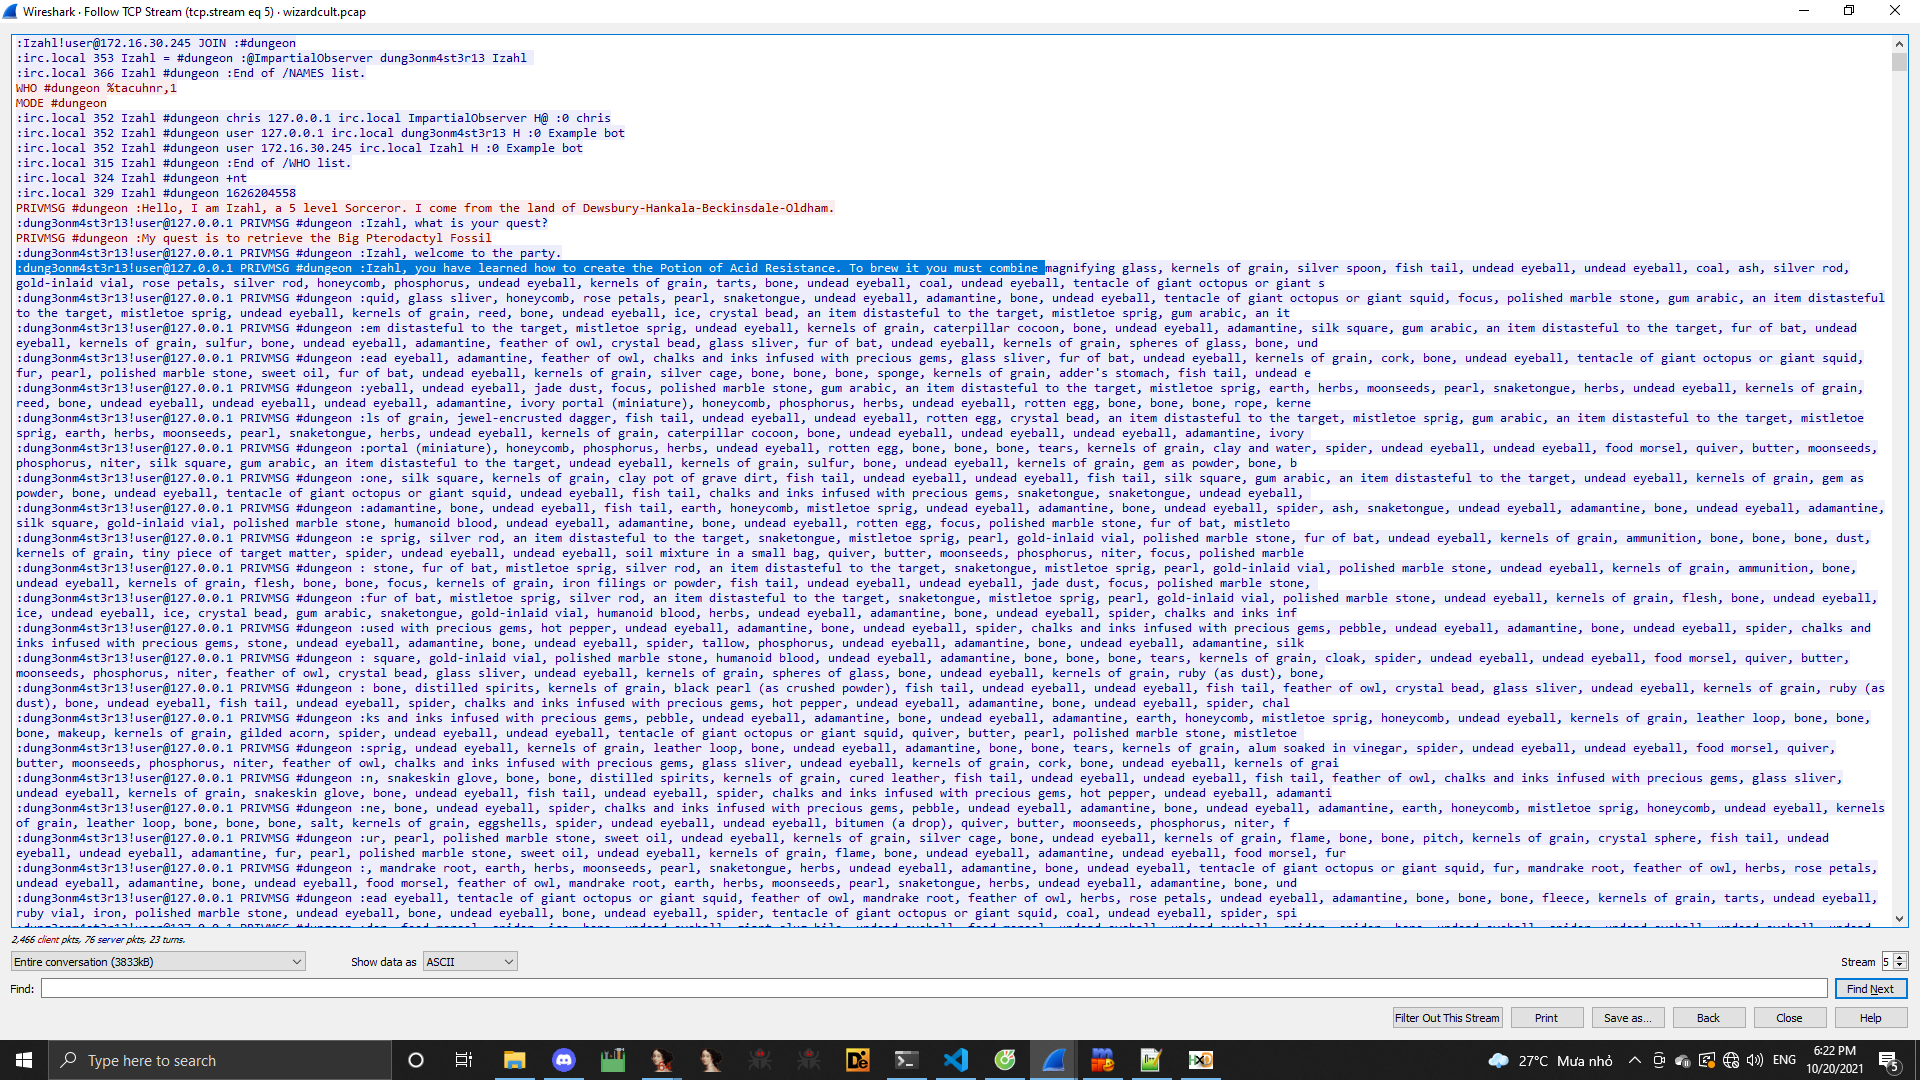 Wireshark · Follow TCP Stream (tcp.stream eq 5) · wizardcult.pcap
:Izahl!user@172.16.30.245 JOIN :#dungeon
:irc.local 353 Izahl = #dungeon :@ImpartialObserver dung3onm4st3r13 Izahl
:irc.local 366 Izahl #dungeon :End of /NAMES list.
WHO #dungeon %tacuhnr,1
MODE #dungeon
:irc.local 352 Izahl #dungeon chris 127.0.0.1 irc.local ImpartialObserver H@ :0 chris
:irc.local 352 Izahl #dungeon user 127.0.0.1 irc.local dung3onm4st3r13 H :0 Example bot
:irc.local 352 Izahl #dungeon user 172.16.30.245 irc.local Izahl H :0 Example bot
:irc.local 315 Izahl #dungeon :End of /WHO list.
:irc.local 324 Izahl #dungeon +nt
:irc.local 329 Izahl #dungeon 1626204558
PRIVMSG #dungeon :Hello, I am Izahl, a 5 level Sorceror. I come from the land of Dewsbury-Hankala-Beckinsdale-Oldham.
:dung3onm4st3r13!user@127.0.0.1 PRIVMSG #dungeon :Izahl, what is your quest?
PRIVMSG #dungeon :My quest is to retrieve the Big Pterodactyl Fossil
:dung3onm4st3r13!user@127.0.0.1 PRIVMSG #dungeon :Izahl, welcome to the party.
:dung3onm4st3r13!user@127.0.0.1 PRIVMSG #dungeon :Izahl, you have learned how to create the Potion of Acid Resistance. To brew it you must combine magnifying glass, kernels of grain, silver spoon, fish tail, undead eyeball, undead eyeball, coal, ash, silver rod,
gold-inlaid vial, rose petals, silver rod, honeycomb, phosphorus, undead eyeball, kernels of grain, tarts, bone, undead eyeball, coal, undead eyeball, tentacle of giant octopus or giant s
:dung3onm4st3r13!user@127.0.0.1 PRIVMSG #dungeon :quid, glass sliver, honeycomb, rose petals, pearl, snaketongue, undead eyeball, adamantine, bone, undead eyeball, tentacle of giant octopus or giant squid, focus, polished marble stone, gum arabic, an item distasteful
to the target, mistletoe sprig, undead eyeball, kernels of grain, reed, bone, undead eyeball, ice, crystal bead, an item distasteful to the target, mistletoe sprig, gum arabic, an it
:dung3onm4st3r13!user@127.0.0.1 PRIVMSG #dungeon :em distasteful to the target, mistletoe sprig, undead eyeball, kernels of grain, caterpillar cocoon, bone, undead eyeball, adamantine, silk square, gum arabic, an item distasteful to the target, fur of bat, undead
eyeball, kernels of grain, sulfur, bone, undead eyeball, adamantine, feather of owl, crystal bead, glass sliver, fur of bat, undead eyeball, kernels of grain, spheres of glass, bone, und
:dung3onm4st3r13!user@127.0.0.1 PRIVMSG #dungeon :ead eyeball, adamantine, feather of owl, chalks and inks infused with precious gems, glass sliver, fur of bat, undead eyeball, kernels of grain, cork, bone, undead eyeball, tentacle of giant octopus or giant squid,
fur, pearl, polished marble stone, sweet oil, fur of bat, undead eyeball, kernels of grain, silver cage, bone, bone, bone, sponge, kernels of grain, adder's stomach, fish tail, undead e
:dung3onm4st3r13!user@127.0.0.1 PRIVMSG #dungeon :yeball, undead eyeball, jade dust, focus, polished marble stone, gum arabic, an item distasteful to the target, mistletoe sprig, earth, herbs, moonseeds, pearl, snaketongue, herbs, undead eyeball, kernels of grain,
reed, bone, undead eyeball, undead eyeball, undead eyeball, adamantine, ivory portal (miniature), honeycomb, phosphorus, herbs, undead eyeball, rotten egg, bone, bone, bone, rope, kerne
:dung3onm4st3r13!user@127.0.0.1 PRIVMSG #dungeon :ls of grain, jewel-encrusted dagger, fish tail, undead eyeball, undead eyeball, rotten egg, crystal bead, an item distasteful to the target, mistletoe sprig, gum arabic, an item distasteful to the target, mistletoe
sprig, earth, herbs, moonseeds, pearl, snaketongue, herbs, undead eyeball, kernels of grain, caterpillar cocoon, bone, undead eyeball, undead eyeball, undead eyeball, adamantine, ivory
:dung3onm4st3r13!user@127.0.0.1 PRIVMSG #dungeon :portal (miniature), honeycomb, phosphorus, herbs, undead eyeball, rotten egg, bone, bone, bone, tears, kernels of grain, clay and water, spider, undead eyeball, undead eyeball, food morsel, quiver, butter, moonseeds,
phosphorus, niter, silk square, gum arabic, an item distasteful to the target, undead eyeball, kernels of grain, sulfur, bone, undead eyeball, kernels of grain, gem as powder, bone, b
:dung3onm4st3r13!user@127.0.0.1 PRIVMSG #dungeon :one, silk square, kernels of grain, clay pot of grave dirt, fish tail, undead eyeball, undead eyeball, fish tail, silk square, gum arabic, an item distasteful to the target, undead eyeball, kernels of grain, gem as
powder, bone, undead eyeball, tentacle of giant octopus or giant squid, undead eyeball, fish tail, chalks and inks infused with precious gems, snaketongue, snaketongue, undead eyeball,
:dung3onm4st3r13!user@127.0.0.1 PRIVMSG #dungeon :adamantine, bone, undead eyeball, fish tail, earth, honeycomb, mistletoe sprig, undead eyeball, adamantine, bone, undead eyeball, spider, ash, snaketongue, undead eyeball, adamantine, bone, undead eyeball, adamantine,
silk square, gold-inlaid vial, polished marble stone, humanoid blood, undead eyeball, adamantine, bone, undead eyeball, rotten egg, focus, polished marble stone, fur of bat, mistleto
:dung3onm4st3r13!user@127.0.0.1 PRIVMSG #dungeon :e sprig, silver rod, an item distasteful to the target, snaketongue, mistletoe sprig, pearl, gold-inlaid vial, polished marble stone, fur of bat, undead eyeball, kernels of grain, ammunition, bone, bone, bone, dust,
kernels of grain, tiny piece of target matter, spider, undead eyeball, undead eyeball, soil mixture in a small bag, quiver, butter, moonseeds, phosphorus, niter, focus, polished marble
:dung3onm4st3r13!user@127.0.0.1 PRIVMSG #dungeon : stone, fur of bat, mistletoe sprig, silver rod, an item distasteful to the target, snaketongue, mistletoe sprig, pearl, gold-inlaid vial, polished marble stone, undead eyeball, kernels of grain, ammunition, bone,
undead eyeball, kernels of grain, flesh, bone, bone, focus, kernels of grain, iron filings or powder, fish tail, undead eyeball, undead eyeball, jade dust, focus, polished marble stone,
:dung3onm4st3r13!user@127.0.0.1 PRIVMSG #dungeon :fur of bat, mistletoe sprig, silver rod, an item distasteful to the target, snaketongue, mistletoe sprig, pearl, gold-inlaid vial, polished marble stone, undead eyeball, kernels of grain, flesh, bone, undead eyeball,
ice, undead eyeball, ice, crystal bead, gum arabic, snaketongue, gold-inlaid vial, humanoid blood, herbs, undead eyeball, adamantine, bone, undead eyeball, spider, chalks and inks inf
:dung3onm4st3r13!user@127.0.0.1 PRIVMSG #dungeon :used with precious gems, hot pepper, undead eyeball, adamantine, bone, undead eyeball, spider, chalks and inks infused with precious gems, pebble, undead eyeball, adamantine, bone, undead eyeball, spider, chalks and
inks infused with precious gems, stone, undead eyeball, adamantine, bone, undead eyeball, spider, tallow, phosphorus, undead eyeball, adamantine, bone, undead eyeball, adamantine, silk
:dung3onm4st3r13!user@127.0.0.1 PRIVMSG #dungeon : square, gold-inlaid vial, polished marble stone, humanoid blood, undead eyeball, adamantine, bone, bone, bone, tears, kernels of grain, cloak, spider, undead eyeball, undead eyeball, food morsel, quiver, butter,
moonseeds, phosphorus, niter, feather of owl, crystal bead, glass sliver, undead eyeball, kernels of grain, spheres of glass, bone, undead eyeball, kernels of grain, ruby (as dust), bone,
:dung3onm4st3r13!user@127.0.0.1 PRIVMSG #dungeon : bone, distilled spirits, kernels of grain, black pearl (as crushed powder), fish tail, undead eyeball, undead eyeball, fish tail, feather of owl, crystal bead, glass sliver, undead eyeball, kernels of grain, ruby (as
dust), bone, undead eyeball, fish tail, undead eyeball, spider, chalks and inks infused with precious gems, hot pepper, undead eyeball, adamantine, bone, undead eyeball, spider, chal
:dung3onm4st3r13!user@127.0.0.1 PRIVMSG #dungeon :ks and inks infused with precious gems, pebble, undead eyeball, adamantine, bone, undead eyeball, adamantine, earth, honeycomb, mistletoe sprig, honeycomb, undead eyeball, kernels of grain, leather loop, bone, bone,
bone, makeup, kernels of grain, gilded acorn, spider, undead eyeball, undead eyeball, tentacle of giant octopus or giant squid, quiver, butter, pearl, polished marble stone, mistletoe
:dung3onm4st3r13!user@127.0.0.1 PRIVMSG #dungeon :sprig, undead eyeball, kernels of grain, leather loop, bone, undead eyeball, adamantine, bone, bone, tears, kernels of grain, alum soaked in vinegar, spider, undead eyeball, undead eyeball, food morsel, quiver,
butter, moonseeds, phosphorus, niter, feather of owl, chalks and inks infused with precious gems, glass sliver, undead eyeball, kernels of grain, cork, bone, undead eyeball, kernels of grai
:dung3onm4st3r13!user@127.0.0.1 PRIVMSG #dungeon :n, snakeskin glove, bone, bone, distilled spirits, kernels of grain, cured leather, fish tail, undead eyeball, undead eyeball, fish tail, feather of owl, chalks and inks infused with precious gems, glass sliver,
undead eyeball, kernels of grain, snakeskin glove, bone, undead eyeball, fish tail, undead eyeball, spider, chalks and inks infused with precious gems, hot pepper, undead eyeball, adamanti
:dung3onm4st3r13!user@127.0.0.1 PRIVMSG #dungeon :ne, bone, undead eyeball, spider, chalks and inks infused with precious gems, pebble, undead eyeball, adamantine, bone, undead eyeball, adamantine, earth, honeycomb, mistletoe sprig, honeycomb, undead eyeball, kernels
of grain, leather loop, bone, bone, bone, salt, kernels of grain, eggshells, spider, undead eyeball, undead eyeball, bitumen (a drop), quiver, butter, moonseeds, phosphorus, niter, f
:dung3onm4st3r13!user@127.0.0.1 PRIVMSG #dungeon :ur, pearl, polished marble stone, sweet oil, undead eyeball, kernels of grain, silver cage, bone, undead eyeball, kernels of grain, flame, bone, bone, pitch, kernels of grain, crystal sphere, fish tail, undead
eyeball, undead eyeball, adamantine, fur, pearl, polished marble stone, sweet oil, undead eyeball, kernels of grain, flame, bone, undead eyeball, adamantine, undead eyeball, food morsel, fur
:dung3onm4st3r13!user@127.0.0.1 PRIVMSG #dungeon :, mandrake root, earth, herbs, moonseeds, pearl, snaketongue, herbs, undead eyeball, adamantine, bone, undead eyeball, tentacle of giant octopus or giant squid, fur, mandrake root, feather of owl, herbs, rose petals,
undead eyeball, adamantine, bone, undead eyeball, food morsel, feather of owl, mandrake root, earth, herbs, moonseeds, pearl, snaketongue, herbs, undead eyeball, adamantine, bone, und
:dung3onm4st3r13!user@127.0.0.1 PRIVMSG #dungeon :ead eyeball, tentacle of giant octopus or giant squid, feather of owl, mandrake root, feather of owl, herbs, rose petals, undead eyeball, adamantine, bone, bone, bone, fleece, kernels of grain, tarts, undead eyeball,
ruby vial, iron, polished marble stone, undead eyeball, bone, undead eyeball, bone, undead eyeball, spider, tentacle of giant octopus or giant squid, coal, undead eyeball, spider, spi
2,466 client pkts, 76 server pkts, 23 turns.
Entire conversation (3833kB)
Show data as
ASCII
Stream
5
Find:
Find Next
Filter Out This Stream
Print
Save as...
Back
Close
Help
Type here to search
27°C
Mưa nhỏ
ENG
6:22 PM
10/20/2021
5